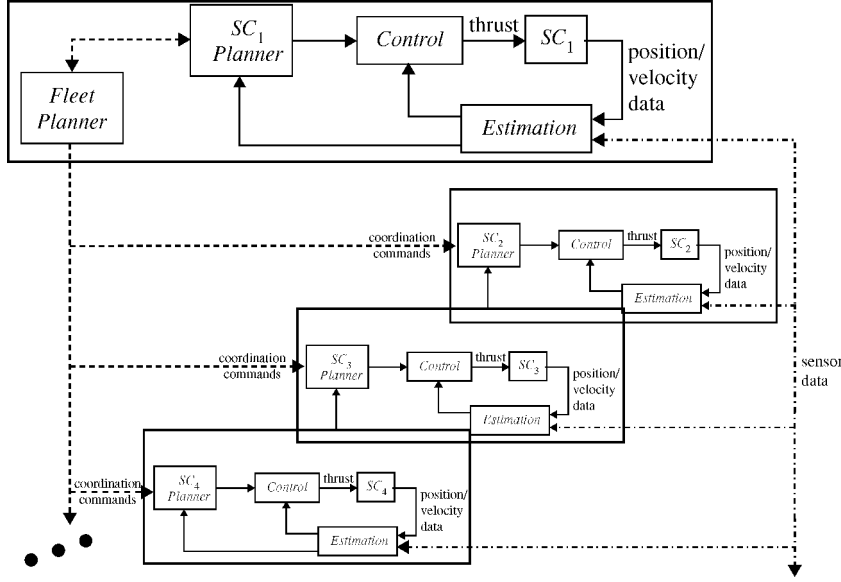 SC1
Planner
Control
thrust
SC1
position/
velocity
data
Fleet
Planner
Estimation
coordination
commands
SC2
Planner
Control
thrust
SC2
position/
velocity
data
Estimation
coordination
commands
SC3
Planner
Control
thrust
SC3
position/
velocity
data
Estimation
sensor
data
coordination
commands
SC4
Planner
Control
thrust
SC4
position/
velocity
data
Estimation